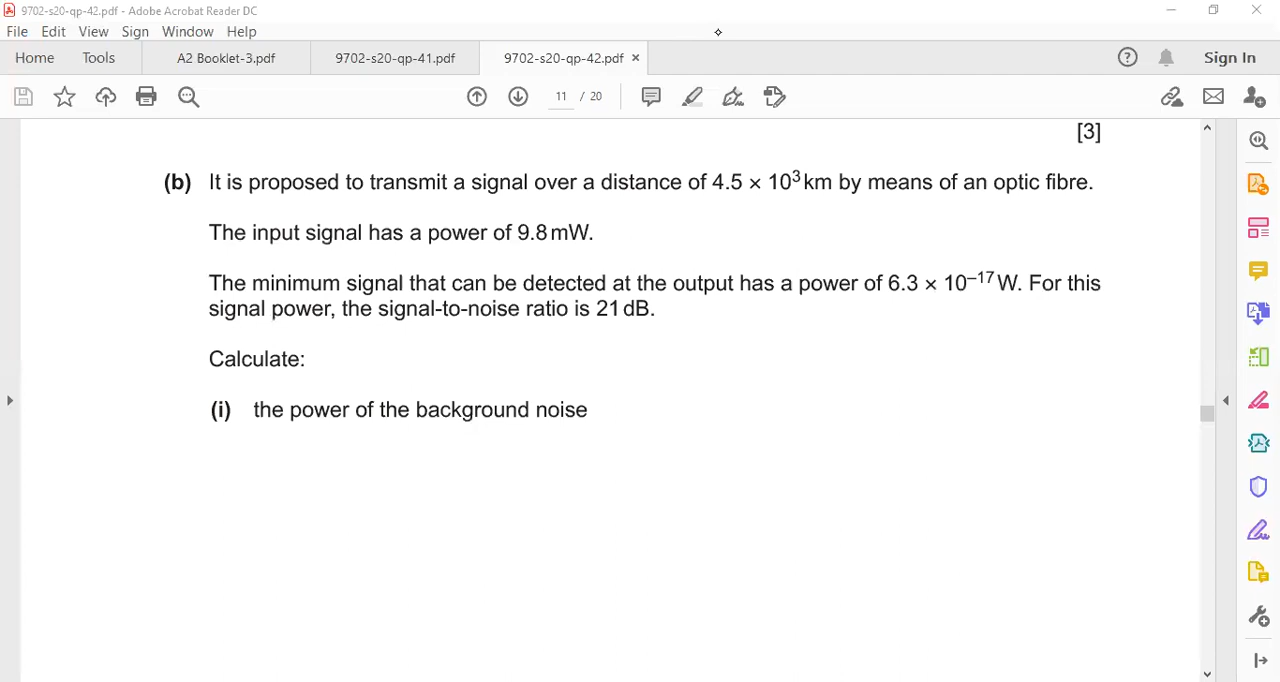 9702-s20-qp-42.pdf - Adobe Acrobat Reader DC
File Edit View Sign Window Help
Home Tools A2 Booklet-3.pdf 9702-s20-qp-41.pdf 9702-s20-qp-42.pdf × Sign In
11 / 20
[3]
(b) It is proposed to transmit a signal over a distance of 4.5 × 10³ km by means of an optic fibre.
The input signal has a power of 9.8 mW.
The minimum signal that can be detected at the output has a power of 6.3 × 10⁻¹⁷ W. For this
signal power, the signal-to-noise ratio is 21 dB.
Calculate:
(i) the power of the background noise